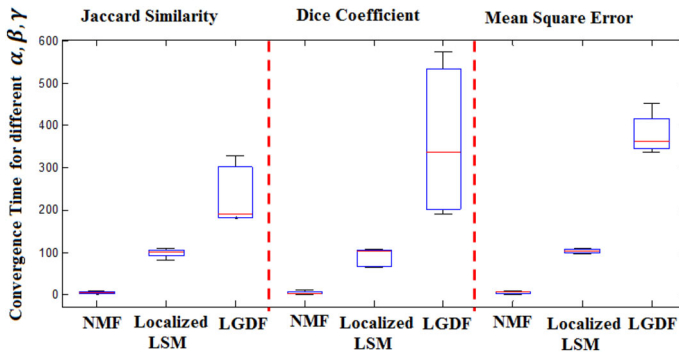 Jaccard Similarity Dice Coefficient Mean Square Error
Convergence Time for different α, β, γ
600
500
400
300
200
100
0
NMF Localized LSM LGDF NMF Localized LSM LGDF NMF Localized LSM LGDF